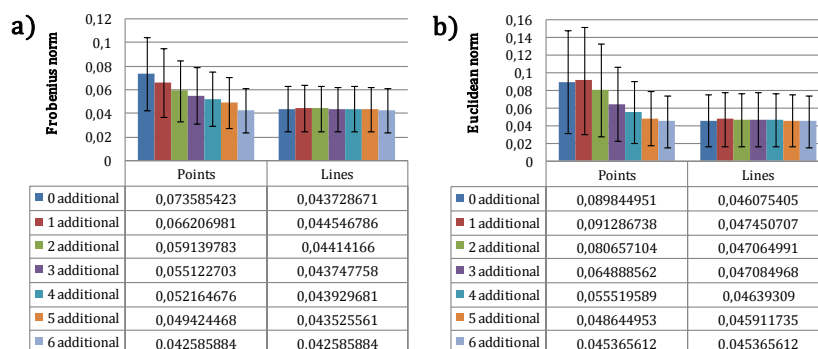 a)
Frobenius norm
0,12
0,1
0,08
0,06
0,04
0,02
0
Points Lines
0 additional 0,073585423 0,043728671
1 additional 0,066206981 0,044546786
2 additional 0,059139783 0,04414166
3 additional 0,055122703 0,043747758
4 additional 0,052164676 0,043929681
5 additional 0,049424468 0,043525561
6 additional 0,042585884 0,042585884
b)
Euclidean norm
0,16
0,14
0,12
0,1
0,08
0,06
0,04
0,02
0
Points Lines
0 additional 0,089844951 0,046075405
1 additional 0,091286738 0,047450707
2 additional 0,080657104 0,047064991
3 additional 0,064888562 0,047084968
4 additional 0,055519589 0,04639309
5 additional 0,048644953 0,045911735
6 additional 0,045365612 0,045365612